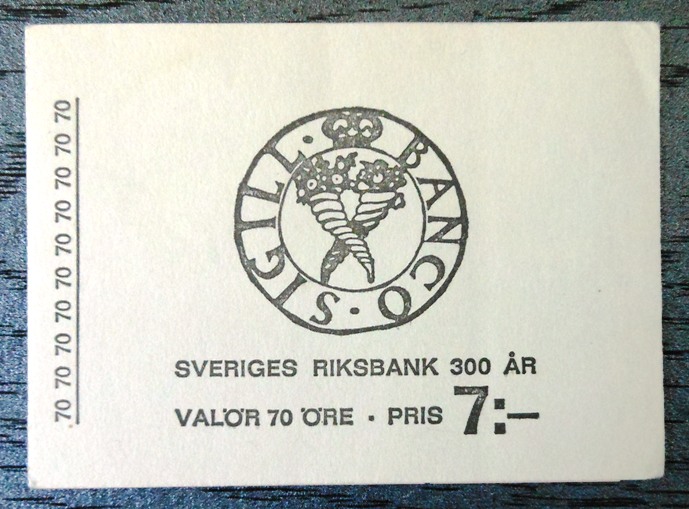 70 70 70 70 70 70 70 70 70 70
BANCO·S·SIGILL·
SVERIGES RIKSBANK 300 ÅR
VALÖR 70 ÖRE · PRIS 7:–